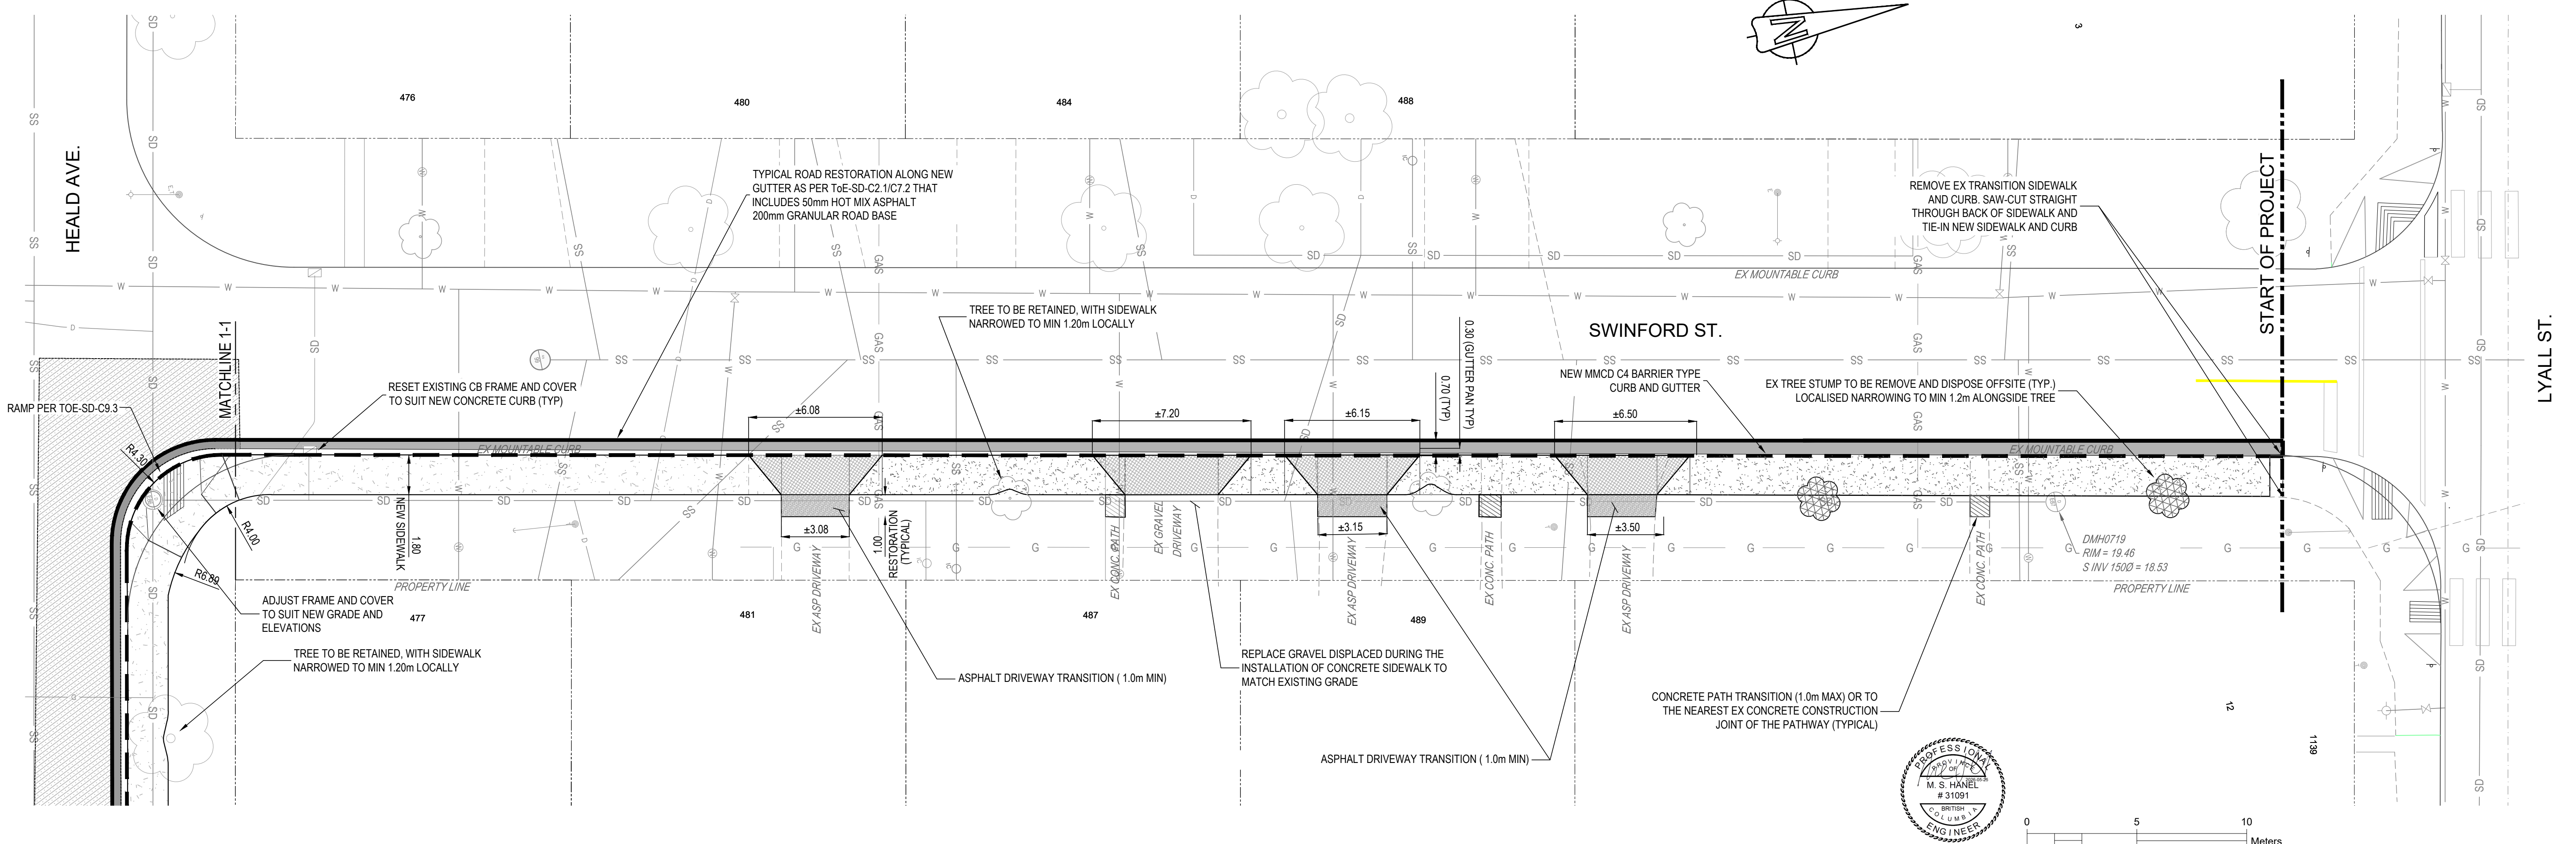 HEALD AVE.
476
480
484
488
3
N
TYPICAL ROAD RESTORATION ALONG NEW
GUTTER AS PER ToE-SD-C2.1/C7.2 THAT
INCLUDES 50mm HOT MIX ASPHALT
200mm GRANULAR ROAD BASE
REMOVE EX TRANSITION SIDEWALK
AND CURB. SAW-CUT STRAIGHT
THROUGH BACK OF SIDEWALK AND
TIE-IN NEW SIDEWALK AND CURB
START OF PROJECT
EX MOUNTABLE CURB
TREE TO BE RETAINED, WITH SIDEWALK
NARROWED TO MIN 1.20m LOCALLY
SWINFORD ST.
LYALL ST.
MATCHLINE 1-1
RESET EXISTING CB FRAME AND COVER
TO SUIT NEW CONCRETE CURB (TYP)
RAMP PER TOE-SD-C9.3
0.30 (GUTTER PAN TYP)
0.70 (TYP)
NEW MMCD C4 BARRIER TYPE
CURB AND GUTTER
EX TREE STUMP TO BE REMOVE AND DISPOSE OFFSITE (TYP.)
LOCALISED NARROWING TO MIN 1.2m ALONGSIDE TREE
±6.08
±7.20
±6.15
±6.50
EX MOUNTABLE CURB
EX MOUNTABLE CURB
R4.30
R4.00
R6.89
NEW SIDEWALK
1.80
±3.08
1.00
RESTORATION
(TYPICAL)
±3.15
±3.50
EX ASP DRIVEWAY
EX CONC. PATH
EX GRAVEL
DRIVEWAY
EX ASP DRIVEWAY
EX CONC. PATH
EX ASP DRIVEWAY
EX CONC. PATH
DMH0719
RIM = 19.46
S INV 150Ø = 18.53
PROPERTY LINE
PROPERTY LINE
ADJUST FRAME AND COVER
TO SUIT NEW GRADE AND
ELEVATIONS
477
481
487
489
TREE TO BE RETAINED, WITH SIDEWALK
NARROWED TO MIN 1.20m LOCALLY
ASPHALT DRIVEWAY TRANSITION ( 1.0m MIN)
REPLACE GRAVEL DISPLACED DURING THE
INSTALLATION OF CONCRETE SIDEWALK TO
MATCH EXISTING GRADE
CONCRETE PATH TRANSITION (1.0m MAX) OR TO
THE NEAREST EX CONCRETE CONSTRUCTION
JOINT OF THE PATHWAY (TYPICAL)
ASPHALT DRIVEWAY TRANSITION ( 1.0m MIN)
12
1139
PROFESSIONAL
PROVINCE
OF
M. S. HANEL
# 31091
BRITISH
COLUMBIA
ENGINEER
0 5 10
Meters